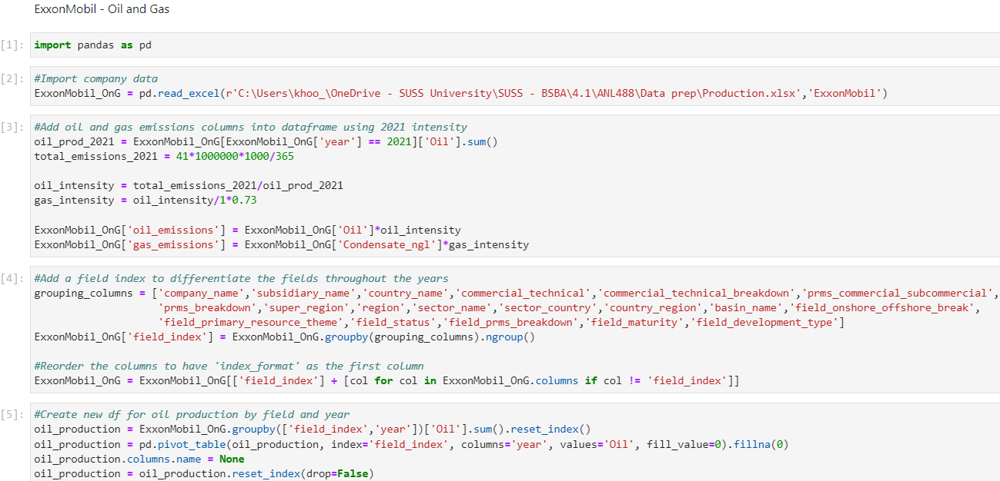 ExxonMobil - Oil and Gas
[1]: import pandas as pd
[2]: #Import company data
ExxonMobil_OnG = pd.read_excel(r'C:\Users\khoo_\OneDrive - SUSS University\SUSS - BSBA\4.1\ANL488\Data prep\Production.xlsx','ExxonMobil')
[3]: #Add oil and gas emissions columns into dataframe using 2021 intensity
oil_prod_2021 = ExxonMobil_OnG[ExxonMobil_OnG['year'] == 2021]['Oil'].sum()
total_emissions_2021 = 41*1000000*1000/365
oil_intensity = total_emissions_2021/oil_prod_2021
gas_intensity = oil_intensity/1*0.73
ExxonMobil_OnG['oil_emissions'] = ExxonMobil_OnG['Oil']*oil_intensity
ExxonMobil_OnG['gas_emissions'] = ExxonMobil_OnG['Condensate_ngl']*gas_intensity
[4]: #Add a field index to differentiate the fields throughout the years
grouping_columns = ['company_name','subsidiary_name','country_name','commercial_technical','commercial_technical_breakdown','prms_commercial_subcommercial',
'prms_breakdown','super_region','region','sector_name','sector_country','country_region','basin_name','field_onshore_offshore_break',
'field_primary_resource_theme','field_status','field_prms_breakdown','field_maturity','field_development_type']
ExxonMobil_OnG['field_index'] = ExxonMobil_OnG.groupby(grouping_columns).ngroup()
#Reorder the columns to have 'index_format' as the first column
ExxonMobil_OnG = ExxonMobil_OnG[['field_index'] + [col for col in ExxonMobil_OnG.columns if col != 'field_index']]
[5]: #Create new df for oil production by field and year
oil_production = ExxonMobil_OnG.groupby(['field_index','year'])['Oil'].sum().reset_index()
oil_production = pd.pivot_table(oil_production, index='field_index', columns='year', values='Oil', fill_value=0).fillna(0)
oil_production.columns.name = None
oil_production = oil_production.reset_index(drop=False)